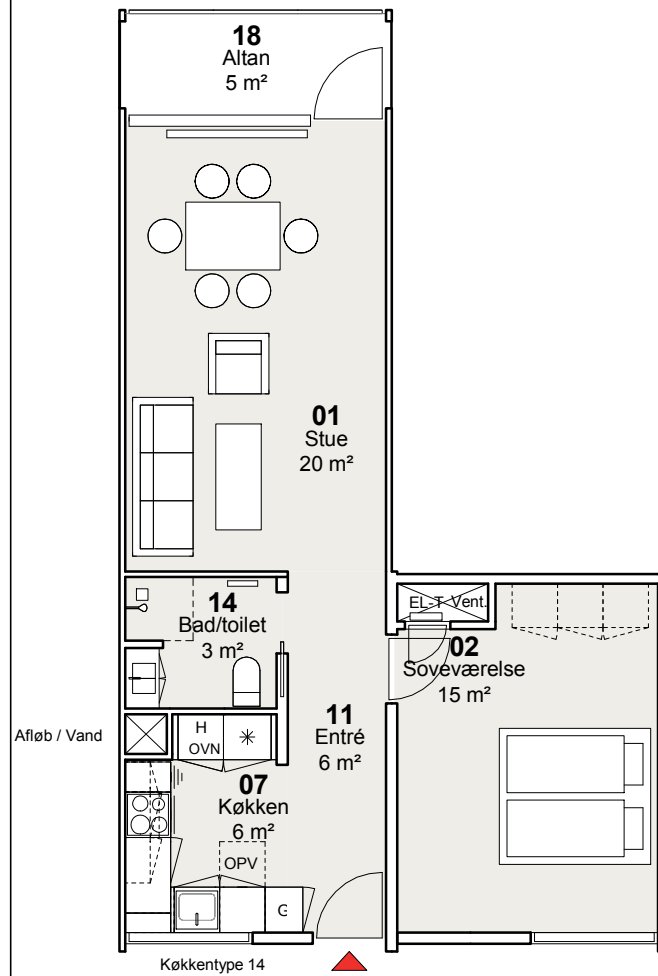 18
Altan
5 m²
01
Stue
20 m²
14
Bad/toilet
3 m²
EL-T Vent.
02
Soveværelse
15 m²
11
Entré
6 m²
Afløb / Vand
H
OVN
07
Køkken
6 m²
OPV
G
Køkkentype 14